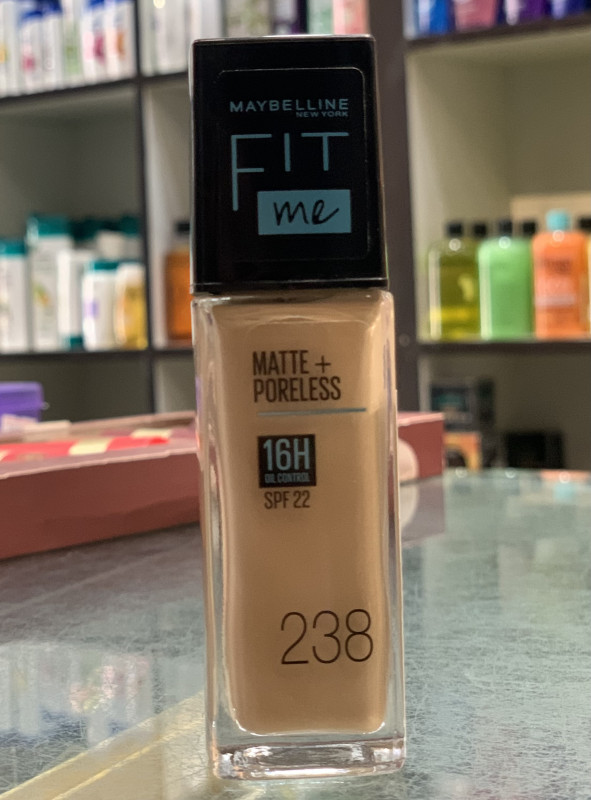 MAYBELLINE
NEW YORK
FIT
me
MATTE +
PORELESS
16H
OIL CONTROL
SPF 22
238